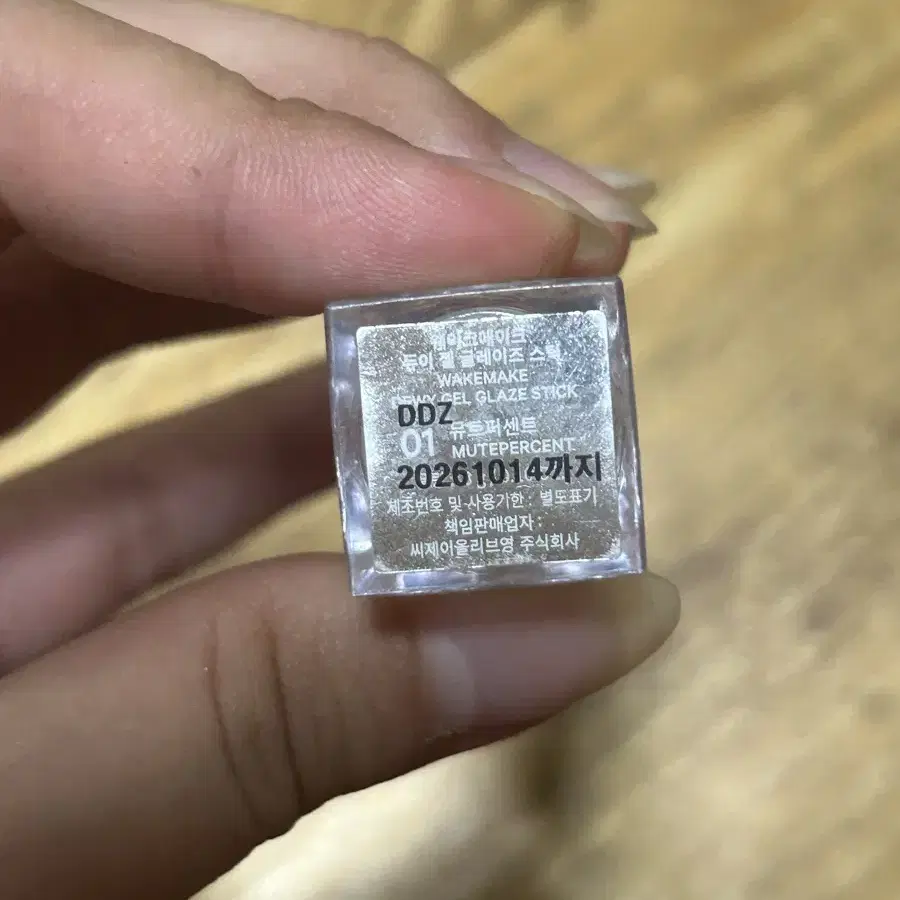 웨이크메이크
듀이 겔 글레이즈 스틱
WAKEMAKE
DEWY GEL GLAZE STICK
DDZ
01 뮤트퍼센트
MUTEPERCENT
20261014까지
제조번호 및 사용기한 : 별도표기
책임판매업자 :
씨제이올리브영 주식회사